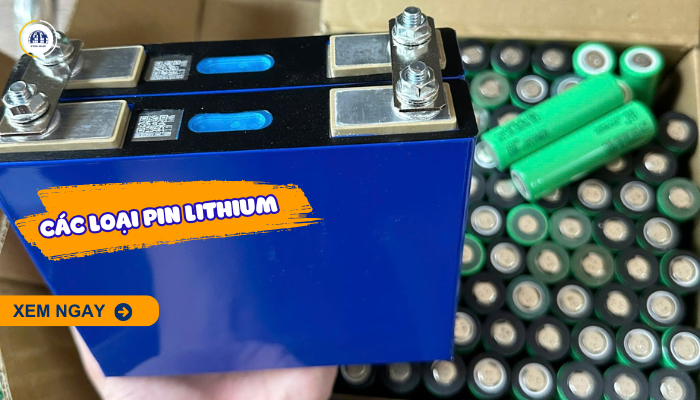 CÁC LOẠI PIN LITHIUM
XEM NGAY